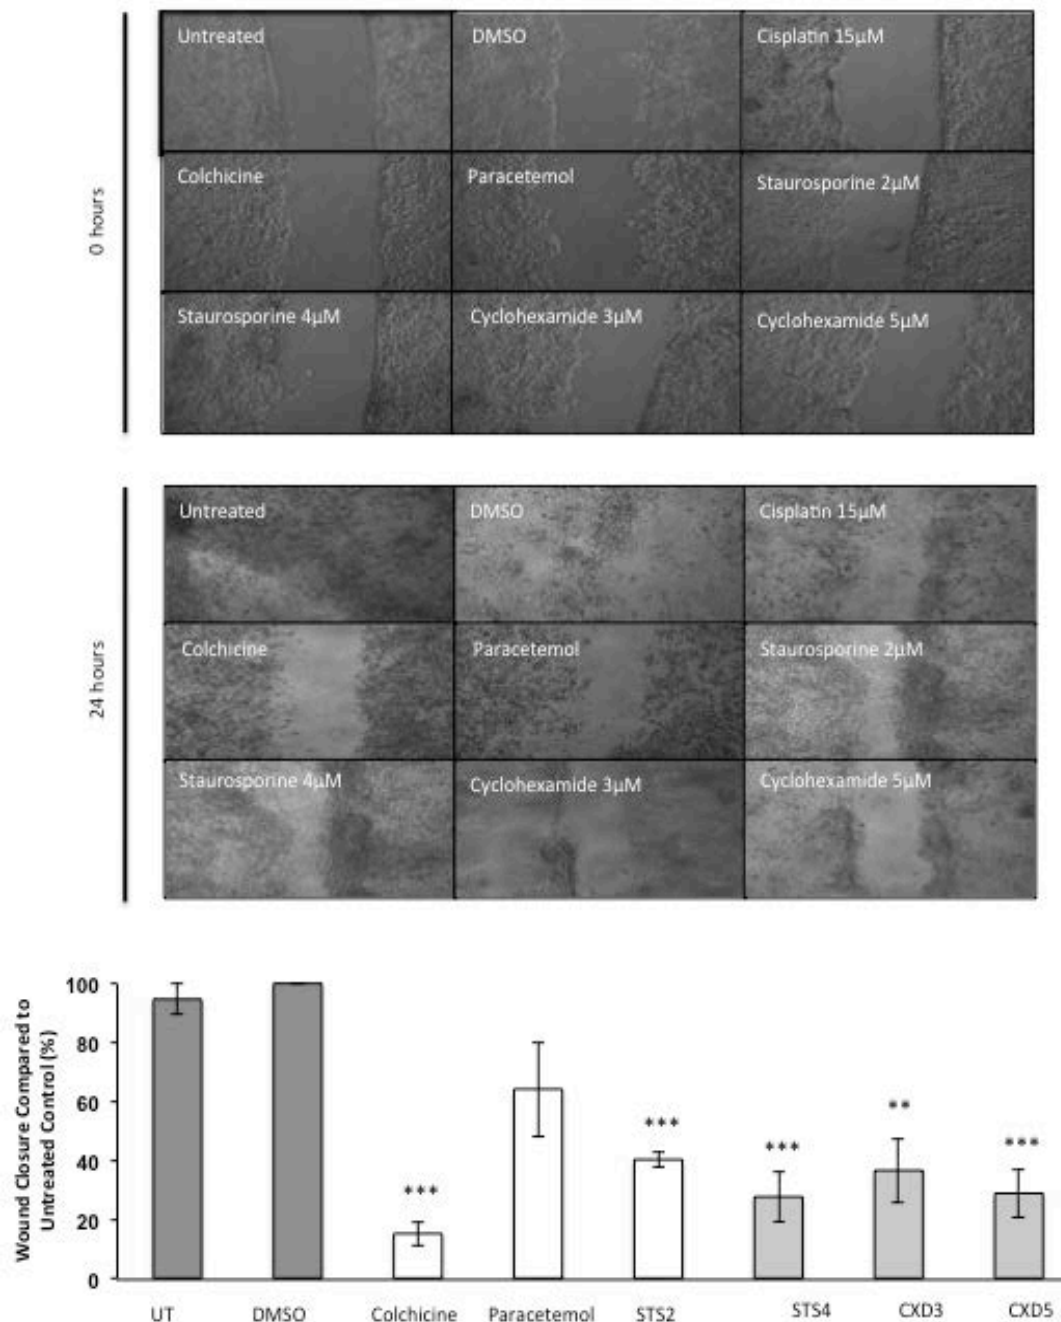 Untreated DMSO Cisplatin 15µM
Colchicine Paracetemol Staurosporine 2µM
Staurosporine 4µM Cyclohexamide 3µM Cyclohexamide 5µM
0 hours
Untreated DMSO Cisplatin 15µM
Colchicine Paracetemol Staurosporine 2µM
Staurosporine 4µM Cyclohexamide 3µM Cyclohexamide 5µM
24 hours
Wound Closure Compared to
Untreated Control (%)
100
80
60
40
20
0
*** *** *** ** ***
UT DMSO Colchicine Paracetemol STS2 STS4 CXD3 CXD5